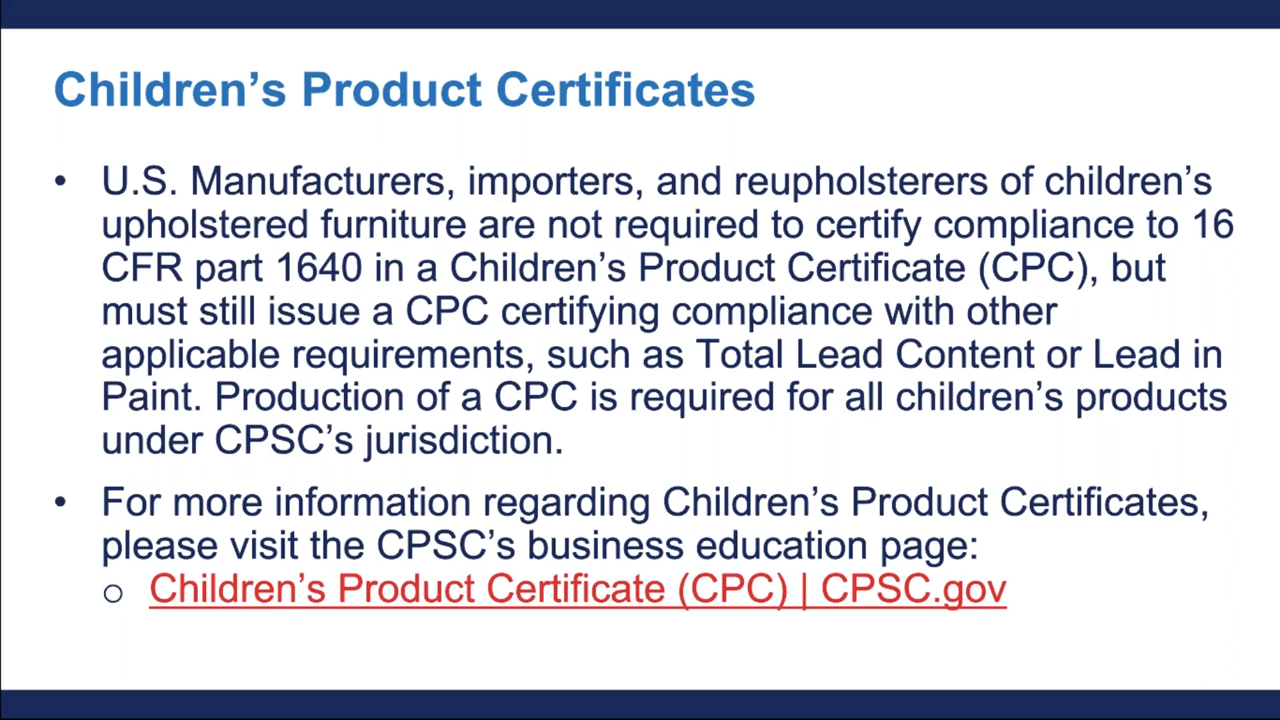 Children’s Product Certificates
• U.S. Manufacturers, importers, and reupholsterers of children’s
upholstered furniture are not required to certify compliance to 16
CFR part 1640 in a Children’s Product Certificate (CPC), but
must still issue a CPC certifying compliance with other
applicable requirements, such as Total Lead Content or Lead in
Paint. Production of a CPC is required for all children’s products
under CPSC’s jurisdiction.
• For more information regarding Children’s Product Certificates,
please visit the CPSC’s business education page:
o Children’s Product Certificate (CPC) | CPSC.gov